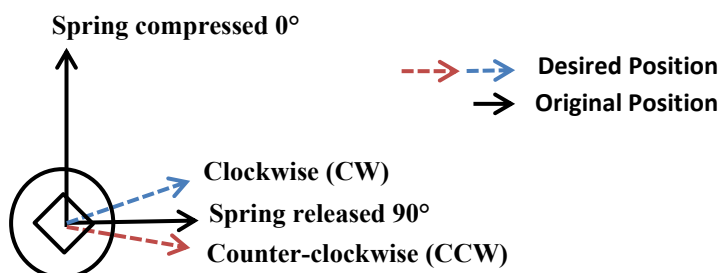 Spring compressed 0°
Desired Position
Original Position
Clockwise (CW)
Spring released 90°
Counter-clockwise (CCW)